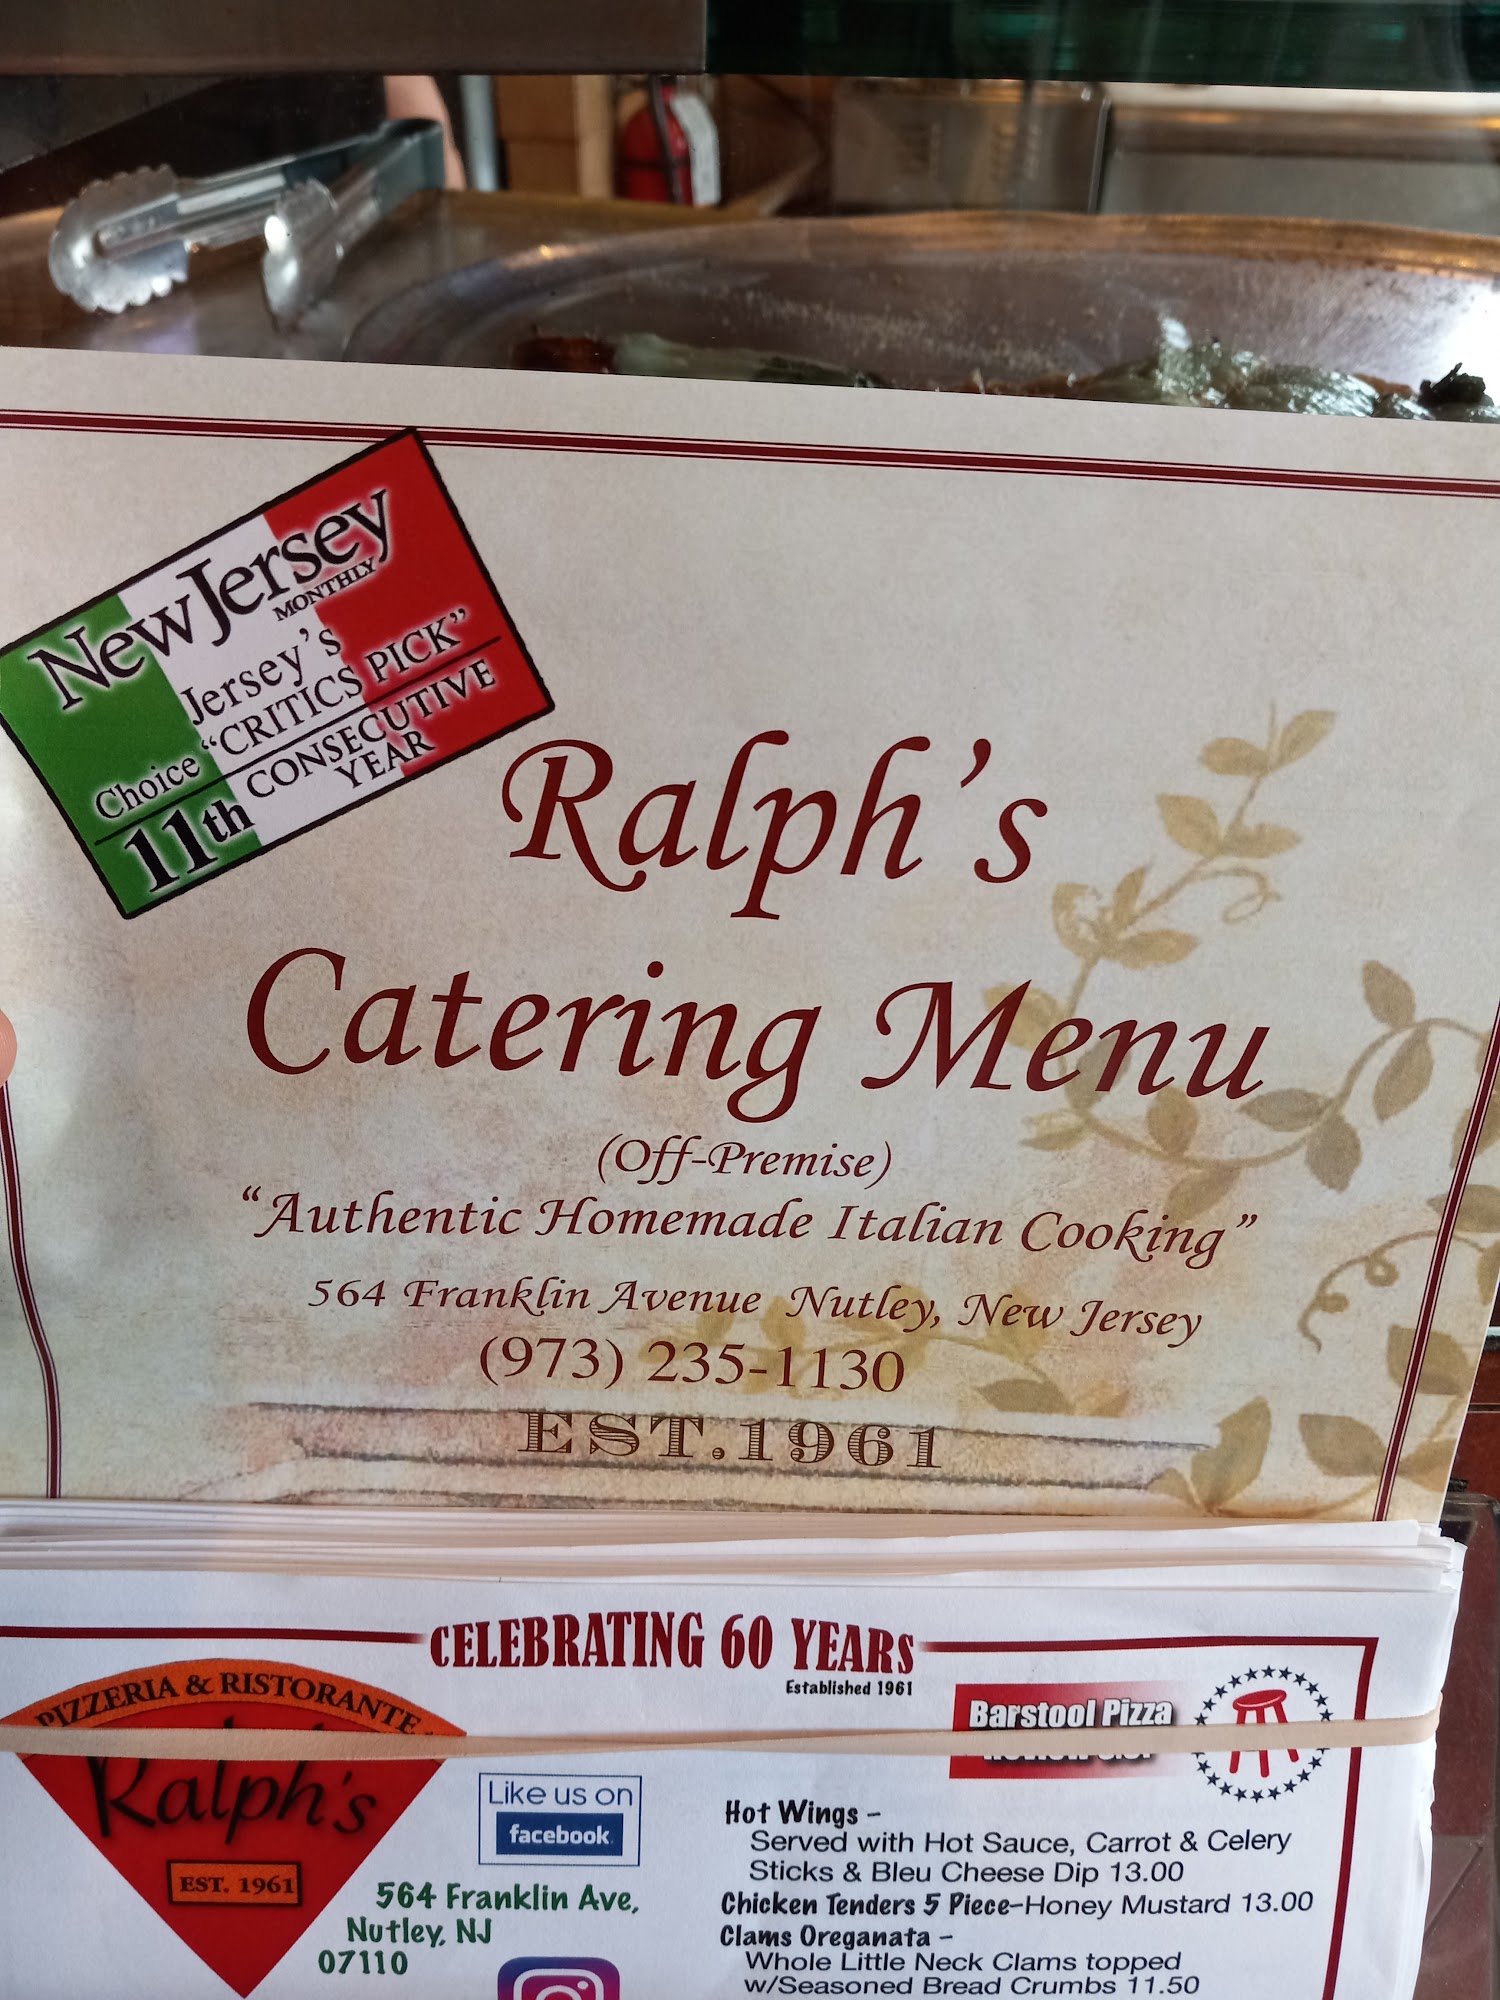 New Jersey
MONTHLY
Jersey's
Choice "CRITICS PICK"
11th CONSECUTIVE
YEAR
Ralph's
Catering Menu
(Off-Premise)
"Authentic Homemade Italian Cooking"
564 Franklin Avenue Nutley, New Jersey
(973) 235-1130
EST.1961
CELEBRATING 60 YEARS
Established 1961
PIZZERIA & RISTORANTE
Ralph's
EST. 1961
Like us on
facebook
564 Franklin Ave,
Nutley, NJ
07110
Barstool Pizza
Hot Wings –
Served with Hot Sauce, Carrot & Celery
Sticks & Bleu Cheese Dip 13.00
Chicken Tenders 5 Piece–Honey Mustard 13.00
Clams Oreganata –
Whole Little Neck Clams topped
w/Seasoned Bread Crumbs 11.50